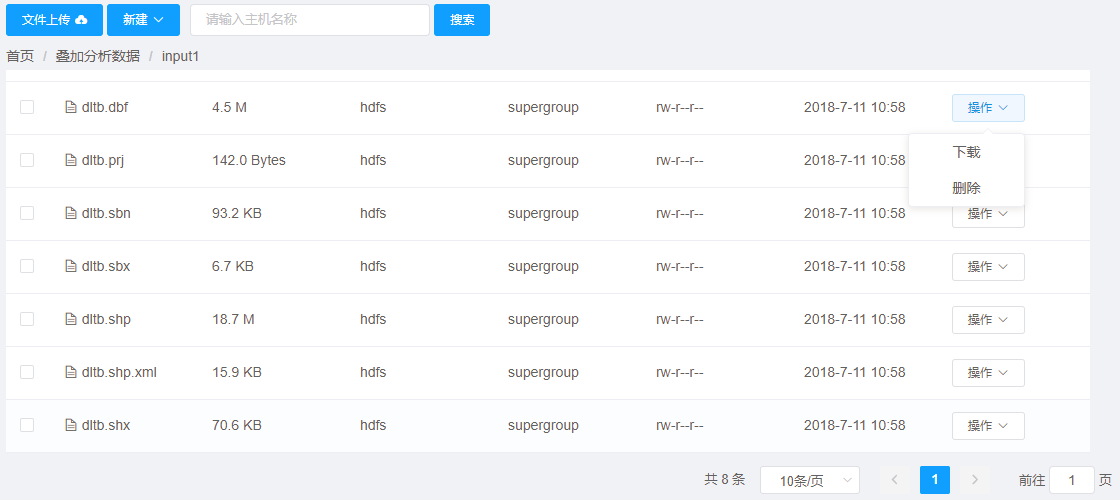 文件上传 新建 请输入主机名称 搜索
首页 / 叠加分析数据 / input1
dltb.dbf 4.5 M hdfs supergroup rw-r--r-- 2018-7-11 10:58 操作
下载
dltb.prj 142.0 Bytes hdfs supergroup rw-r--r-- 2018-7-11 10:58
删除
dltb.sbn 93.2 KB hdfs supergroup rw-r--r-- 2018-7-11 10:58 操作
dltb.sbx 6.7 KB hdfs supergroup rw-r--r-- 2018-7-11 10:58 操作
dltb.shp 18.7 M hdfs supergroup rw-r--r-- 2018-7-11 10:58 操作
dltb.shp.xml 15.9 KB hdfs supergroup rw-r--r-- 2018-7-11 10:58 操作
dltb.shx 70.6 KB hdfs supergroup rw-r--r-- 2018-7-11 10:58 操作
共 8 条 10条/页 1 前往 1 页